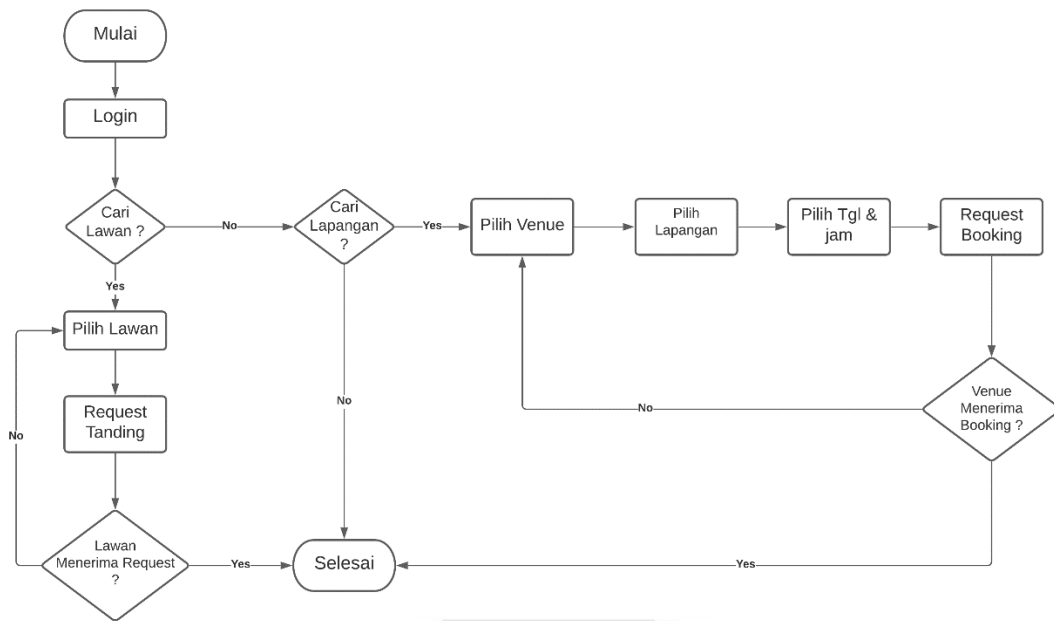 Mulai
Login
Cari
Lawan ?
No
Cari
Lapangan
?
Yes
Pilih Venue
Pilih
Lapangan
Pilih Tgl &
jam
Request
Booking
Yes
Pilih Lawan
Request
Tanding
No
No
No
Venue
Menerima
Booking ?
Lawan
Menerima Request
?
Yes
Selesai
Yes